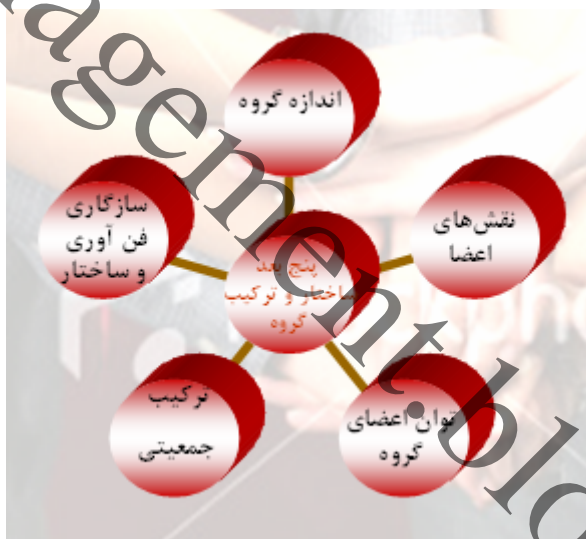 اندازه گروه
نقش‌های
اعضا
توان اعضای
گروه
ترکیب
جمعیتی
سازگاری
فن آوری
و ساختار
پنج بعد
ساختار و ترکیب
گروه
agement.blo